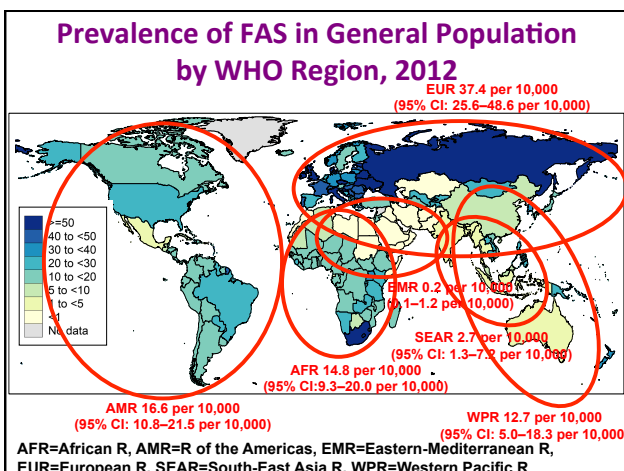 Prevalence of FAS in General Population
by WHO Region, 2012
EUR 37.4 per 10,000
(95% CI: 25.6–48.6 per 10,000)
>=50
40 to <50
30 to <40
20 to <30
10 to <20
5 to <10
1 to <5
<1
No data
EMR 0.2 per 10,000
(0.1–1.2 per 10,000)
SEAR 2.7 per 10,000
(95% CI: 1.3–7.2 per 10,000)
AFR 14.8 per 10,000
(95% CI:9.3–20.0 per 10,000)
AMR 16.6 per 10,000
(95% CI: 10.8–21.5 per 10,000)
WPR 12.7 per 10,000
(95% CI: 5.0–18.3 per 10,000)
AFR=African R, AMR=R of the Americas, EMR=Eastern-Mediterranean R,
EUR=European R, SEAR=South-East Asia R, WPR=Western Pacific R